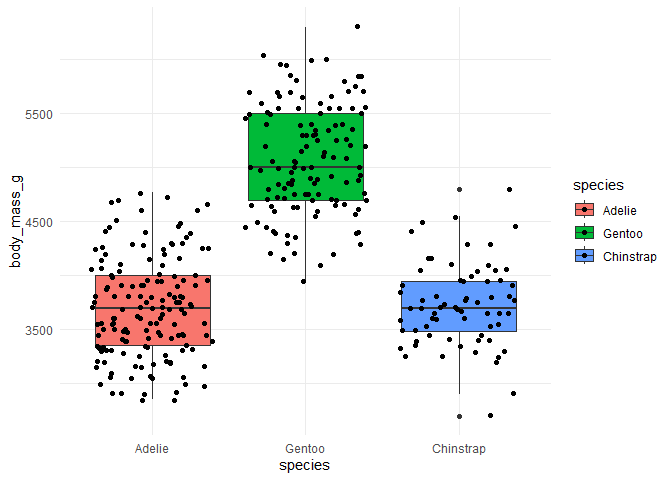 body_mass_g
5500
4500
3500
Adelie
Gentoo
Chinstrap
species
species
Adelie
Gentoo
Chinstrap